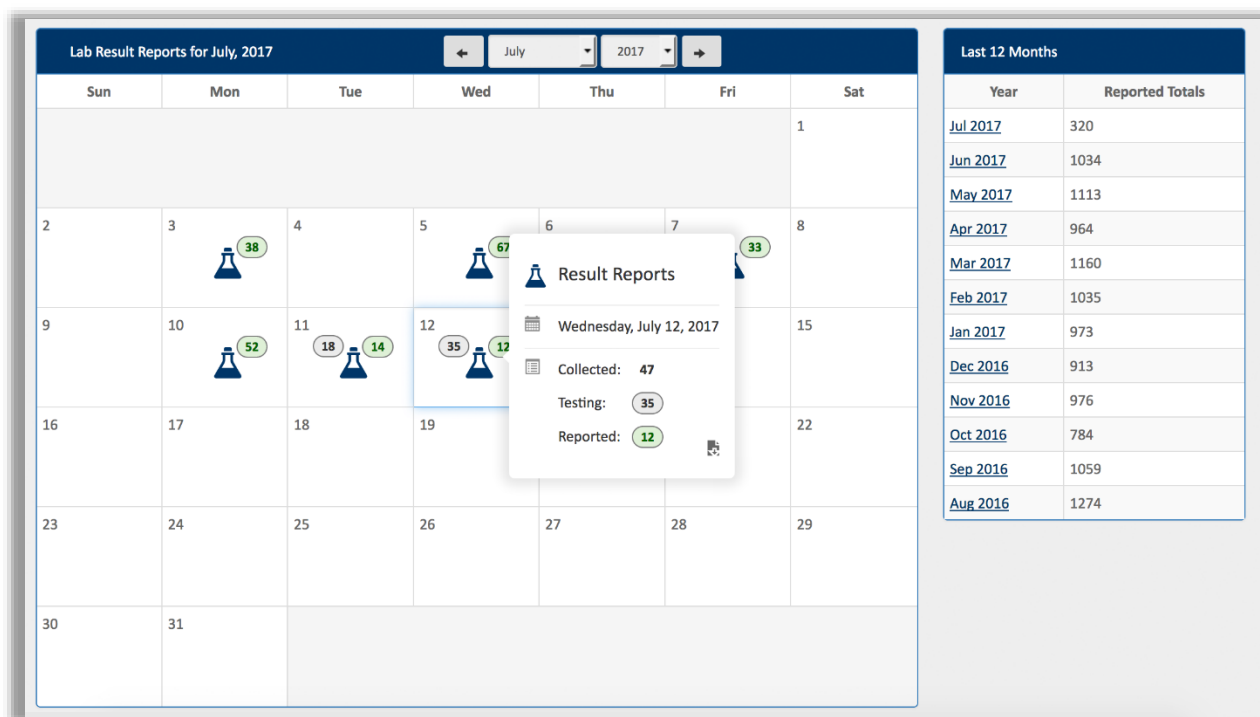 Lab Result Reports for July, 2017
July
2017
Sun Mon Tue Wed Thu Fri Sat
1
2 3 4 5 6 7 8
38 67 33
9 10 11 12 15
52 18 14 35 12
16 17 18 19 22
23 24 25 26 27 28 29
30 31
Result Reports
Wednesday, July 12, 2017
Collected: 47
Testing: 35
Reported: 12
Last 12 Months
Year Reported Totals
Jul 2017 320
Jun 2017 1034
May 2017 1113
Apr 2017 964
Mar 2017 1160
Feb 2017 1035
Jan 2017 973
Dec 2016 913
Nov 2016 976
Oct 2016 784
Sep 2016 1059
Aug 2016 1274